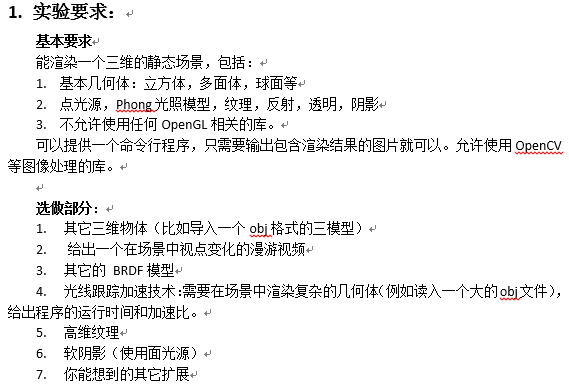 1. 实验要求：
基本要求
能渲染一个三维的静态场景，包括：
1. 基本几何体：立方体，多面体，球面等
2. 点光源，Phong光照模型，纹理，反射，透明，阴影
3. 不允许使用任何 OpenGL 相关的库。
可以提供一个命令行程序，只需要输出包含渲染结果的图片就可以。允许使用 OpenCV
等图像处理的库。
选做部分：
1. 其它三维物体（比如导入一个 obj 格式的三模型）
2. 给出一个在场景中视点变化的漫游视频
3. 其它的 BRDF 模型
4. 光线跟踪加速技术：需要在场景中渲染复杂的几何体（例如读入一个大的 obj 文件），
给出程序的运行时间和加速比。
5. 高维纹理
6. 软阴影（使用面光源）
7. 你能想到的其它扩展